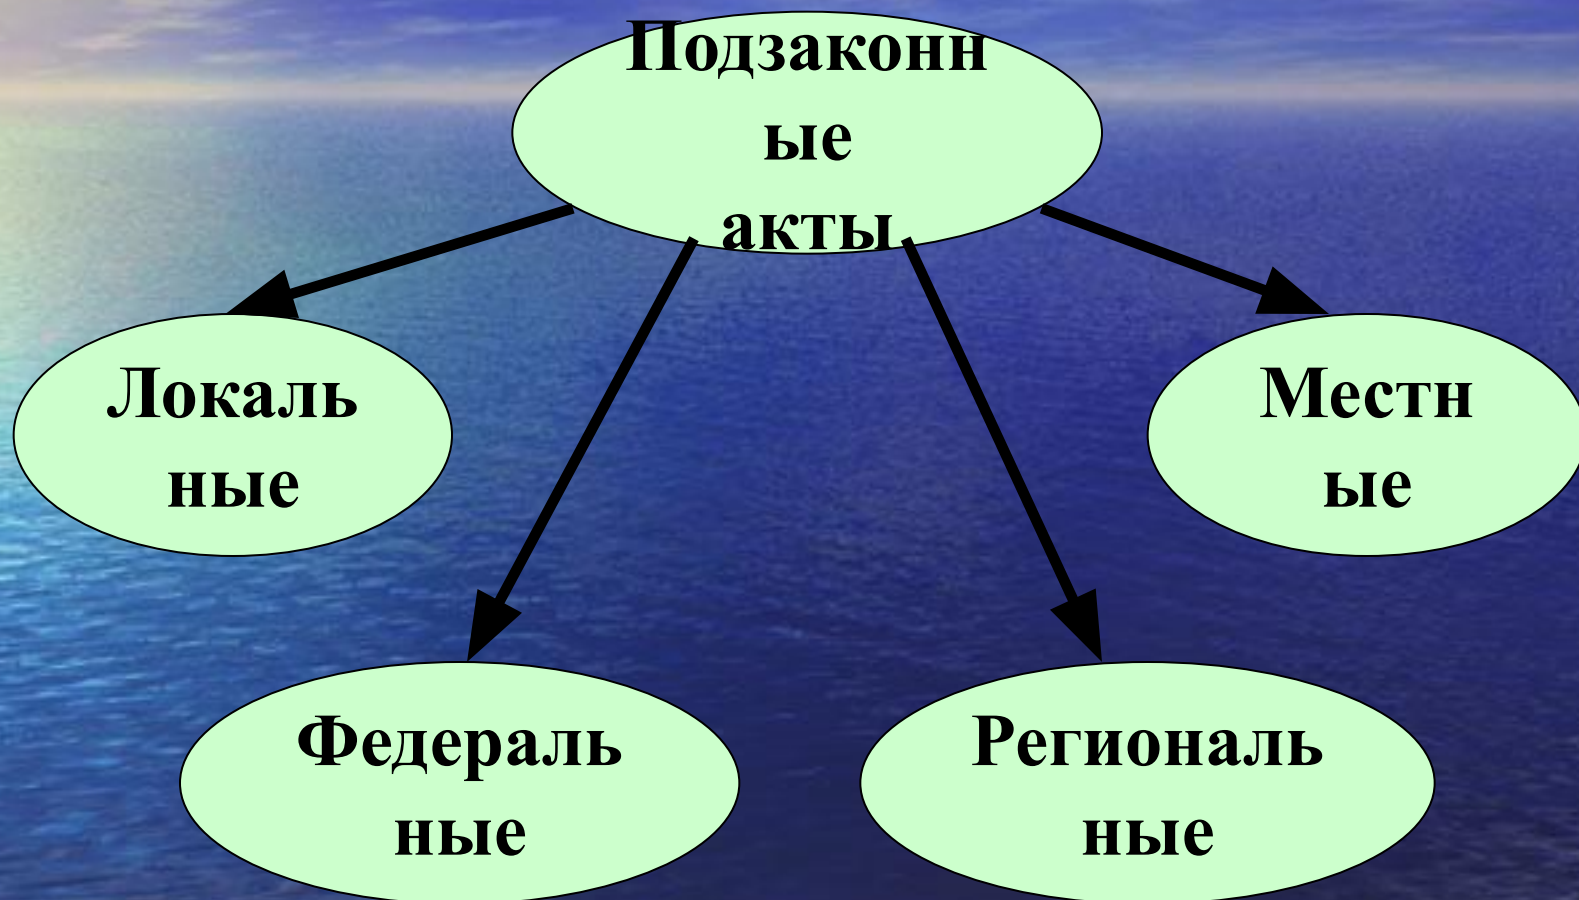 Подзаконн
ые
акты
Локаль
ные
Местн
ые
Федераль
ные
Региональ
ные